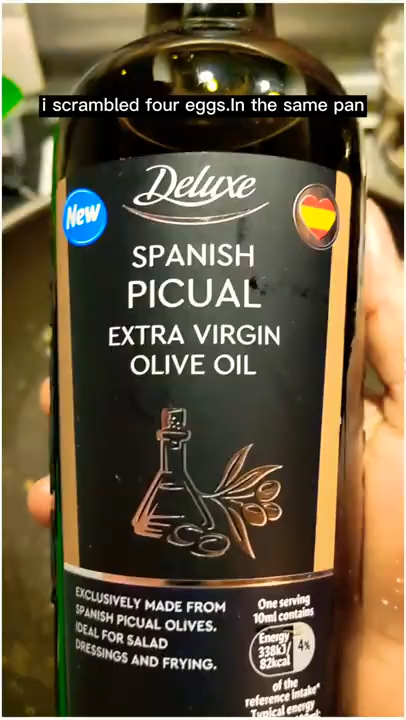 i scrambled four eggs.In the same pan
Deluxe
New
SPANISH
PICUAL
EXTRA VIRGIN
OLIVE OIL
EXCLUSIVELY MADE FROM
SPANISH PICUAL OLIVES.
IDEAL FOR SALAD
DRESSINGS AND FRYING.
One serving
10ml contains
Energy
338kJ/
82kcal
4%
of the
reference intake*
Typical energy